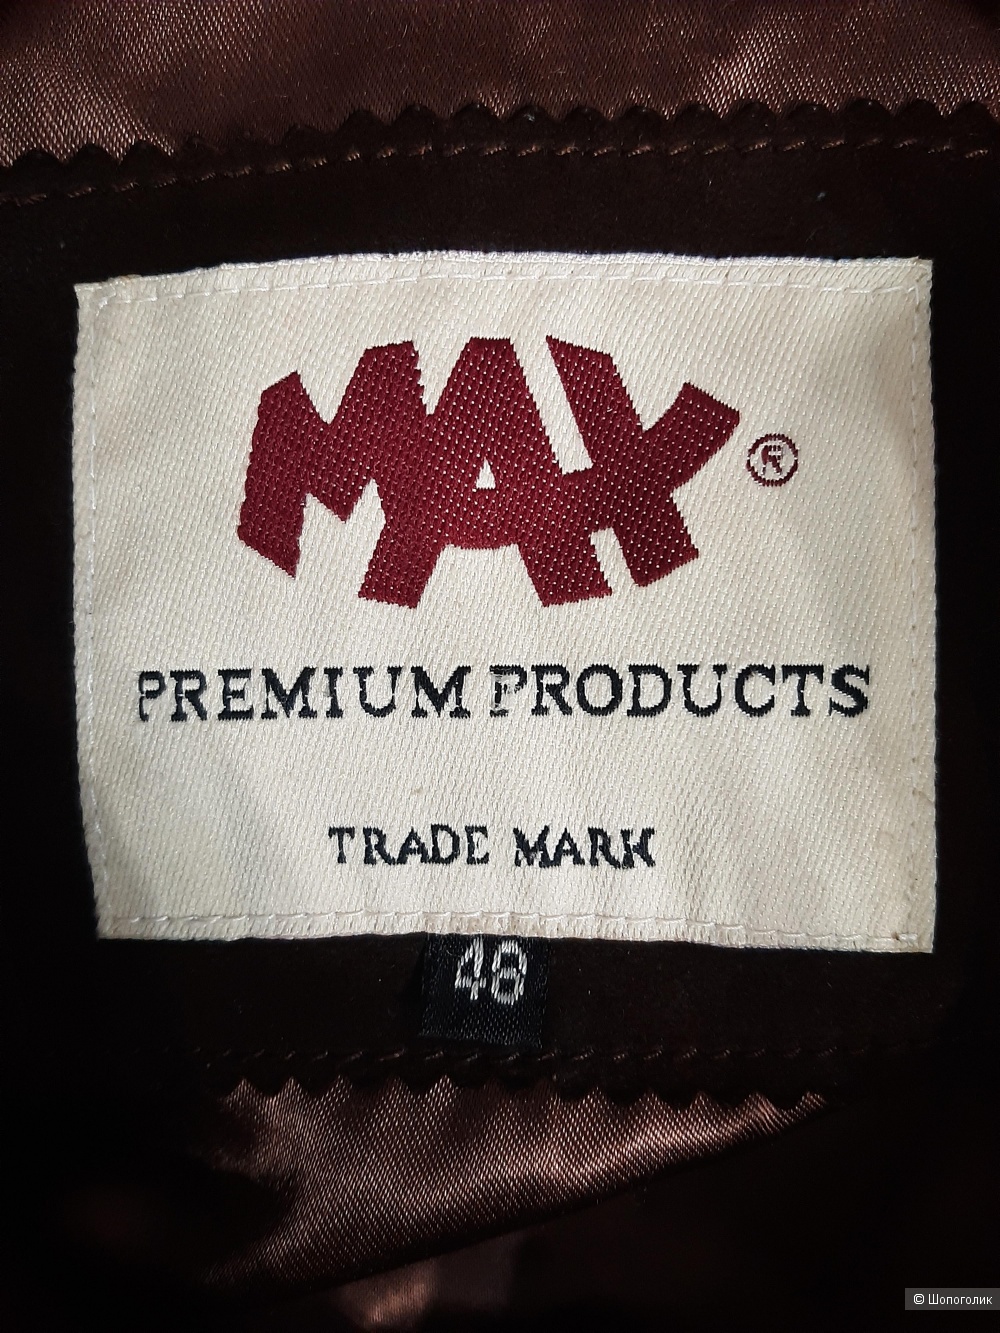 MAX ®
PREMIUM PRODUCTS
TRADE MARK
48
© Шопоголик